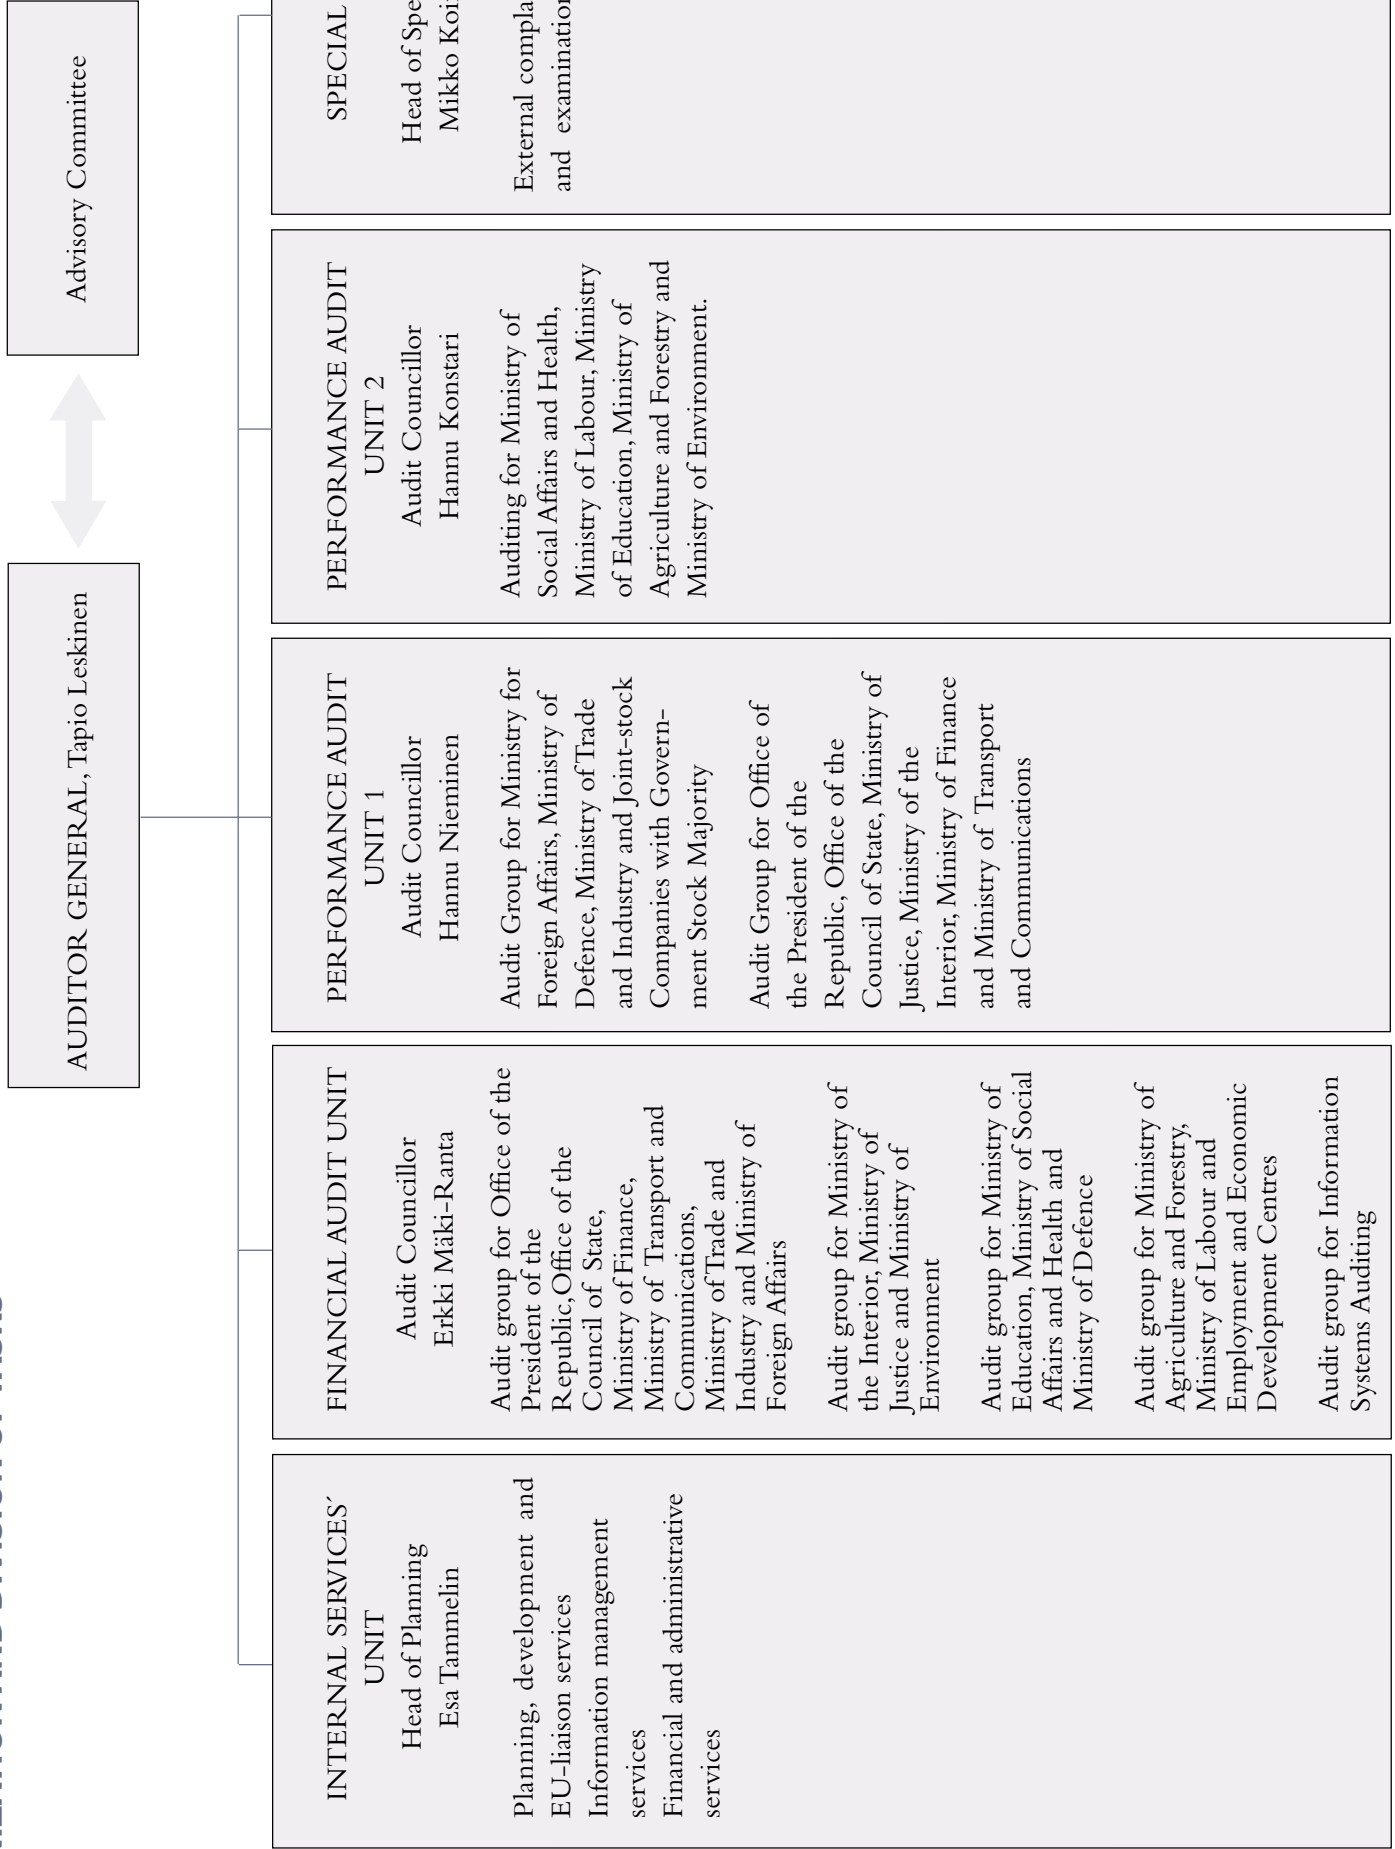 AUDITOR GENERAL, Tapio Leskinen
Advisory Committee
INTERNAL SERVICES´
UNIT
Head of Planning
Esa Tammelin
Planning, development and
EU-liaison services
Information management
services
Financial and administrative
services
FINANCIAL AUDIT UNIT
Audit Councillor
Erkki Mäki-Ranta
Audit group for Office of the
President of the
Republic,Office of the
Council of State,
Ministry of Finance,
Ministry of Transport and
Communications,
Ministry of Trade and
Industry and Ministry of
Foreign Affairs
Audit group for Ministry of
the Interior, Ministry of
Justice and Ministry of
Environment
Audit group for Ministry of
Education, Ministry of Social
Affairs and Health and
Ministry of Defence
Audit group for Ministry of
Agriculture and Forestry,
Ministry of Labour and
Employment and Economic
Development Centres
Audit group for Information
Systems Auditing
PERFORMANCE AUDIT
UNIT 1
Audit Councillor
Hannu Nieminen
Audit Group for Ministry for
Foreign Affairs, Ministry of
Defence, Ministry of Trade
and Industry and Joint-stock
Companies with Govern-
ment Stock Majority
Audit Group for Office of
the President of the
Republic, Office of the
Council of State, Ministry of
Justice, Ministry of the
Interior, Ministry of Finance
and Ministry of Transport
and Communications
PERFORMANCE AUDIT
UNIT 2
Audit Councillor
Hannu Konstari
Auditing for Ministry of
Social Affairs and Health,
Ministry of Labour, Ministry
of Education, Ministry of
Agriculture and Forestry and
Ministry of Environment.
SPECIAL
Head of Spe
Mikko Koi
External compla
and examination